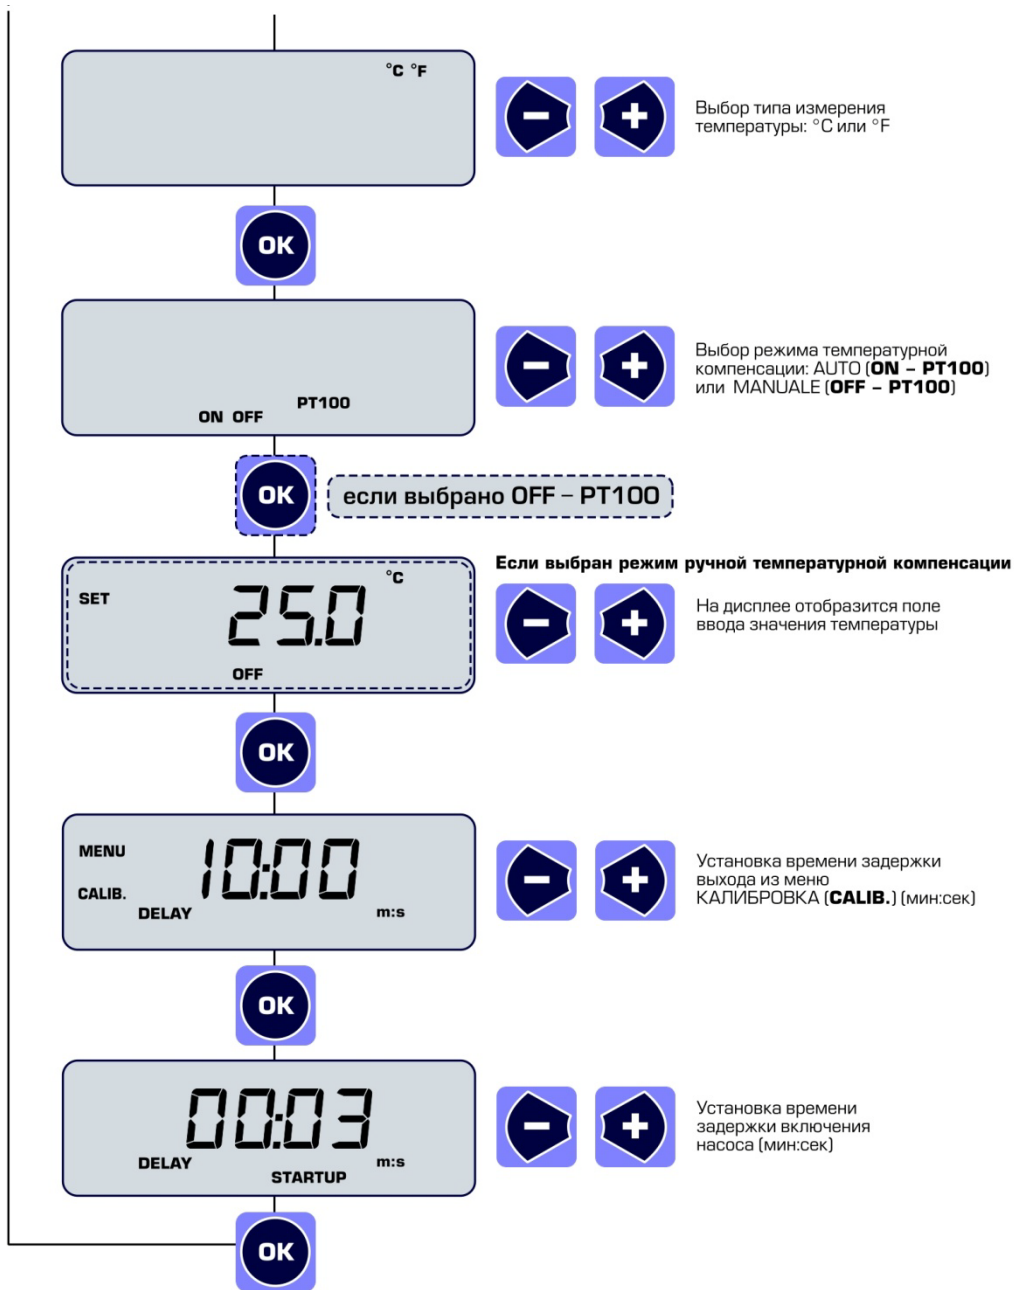 °C °F
Выбор типа измерения
температуры: °C или °F
OK
Выбор режима температурной
компенсации: AUTO (ON – PT100)
или MANUALE (OFF – PT100)
PT100
ON OFF
OK
если выбрано OFF – PT100
Если выбран режим ручной температурной компенсации
°C
SET
25.0
OFF
На дисплее отобразится поле
ввода значения температуры
OK
MENU
10:00
CALIB.
DELAY
m:s
Установка времени задержки
выхода из меню
КАЛИБРОВКА (CALIB.) (мин:сек)
OK
00:03
DELAY
m:s
STARTUP
Установка времени
задержки включения
насоса (мин:сек)
OK